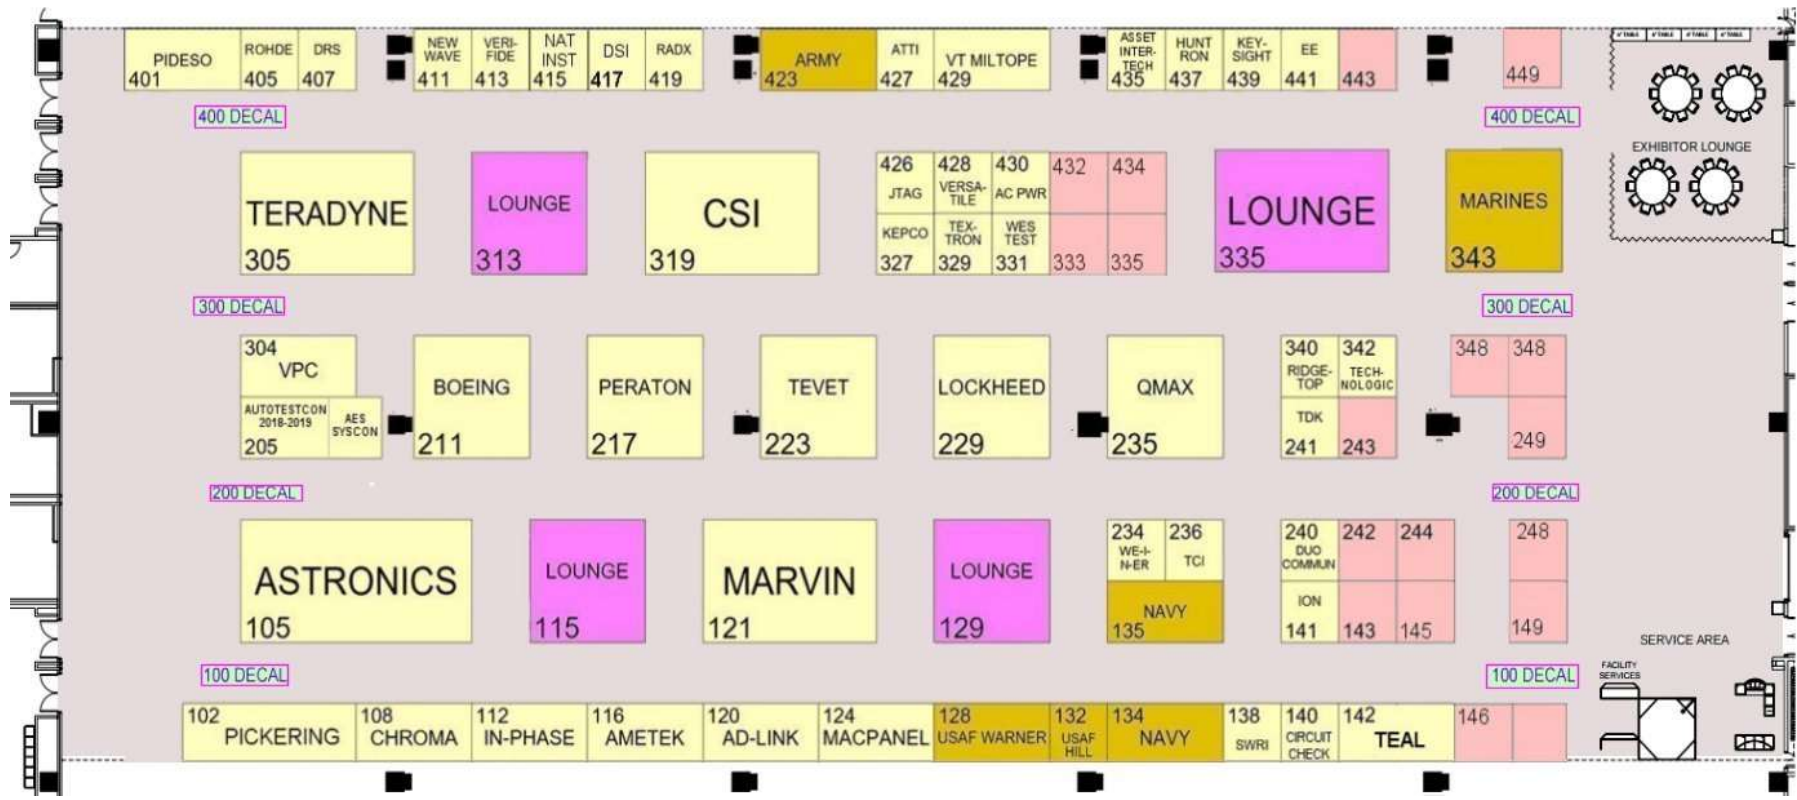 PIDESO
401
ROHDE
405
DRS
407
NEW
WAVE
411
VERI-
FIDE
413
NAT
INST
415
DSI
417
RADX
419
ARMY
423
ATTI
427
VT MILTOPE
429
ASSET
INTER-
TECH
435
HUNT
RON
437
KEY-
SIGHT
439
EE
441
443
449
6' TABLE 6' TABLE 6' TABLE 6' TABLE
400 DECAL
400 DECAL
EXHIBITOR LOUNGE
TERADYNE
305
LOUNGE
313
CSI
319
426
JTAG
428
VERSA-
TILE
430
AC PWR
432
434
KEPCO
327
TEX-
TRON
329
WES
TEST
331
333
335
LOUNGE
335
MARINES
343
300 DECAL
300 DECAL
304
VPC
AUTOTESTCON
2018-2019
205
AES
SYSCON
BOEING
211
PERATON
217
TEVET
223
LOCKHEED
229
QMAX
235
340
RIDGE-
TOP
342
TECH-
NOLOGIC
TDK
241
243
348
348
249
200 DECAL
200 DECAL
ASTRONICS
105
LOUNGE
115
MARVIN
121
LOUNGE
129
234
WE-I-
N-ER
236
TCI
NAVY
135
240
DUO
COMMUN
242
244
ION
141
143
145
248
149
SERVICE AREA
100 DECAL
100 DECAL
FACILITY
SERVICES
102
PICKERING
108
CHROMA
112
IN-PHASE
116
AMETEK
120
AD-LINK
124
MACPANEL
128
USAF WARNER
132
USAF
HILL
134
NAVY
138
SWRI
140
CIRCUIT
CHECK
142
TEAL
146